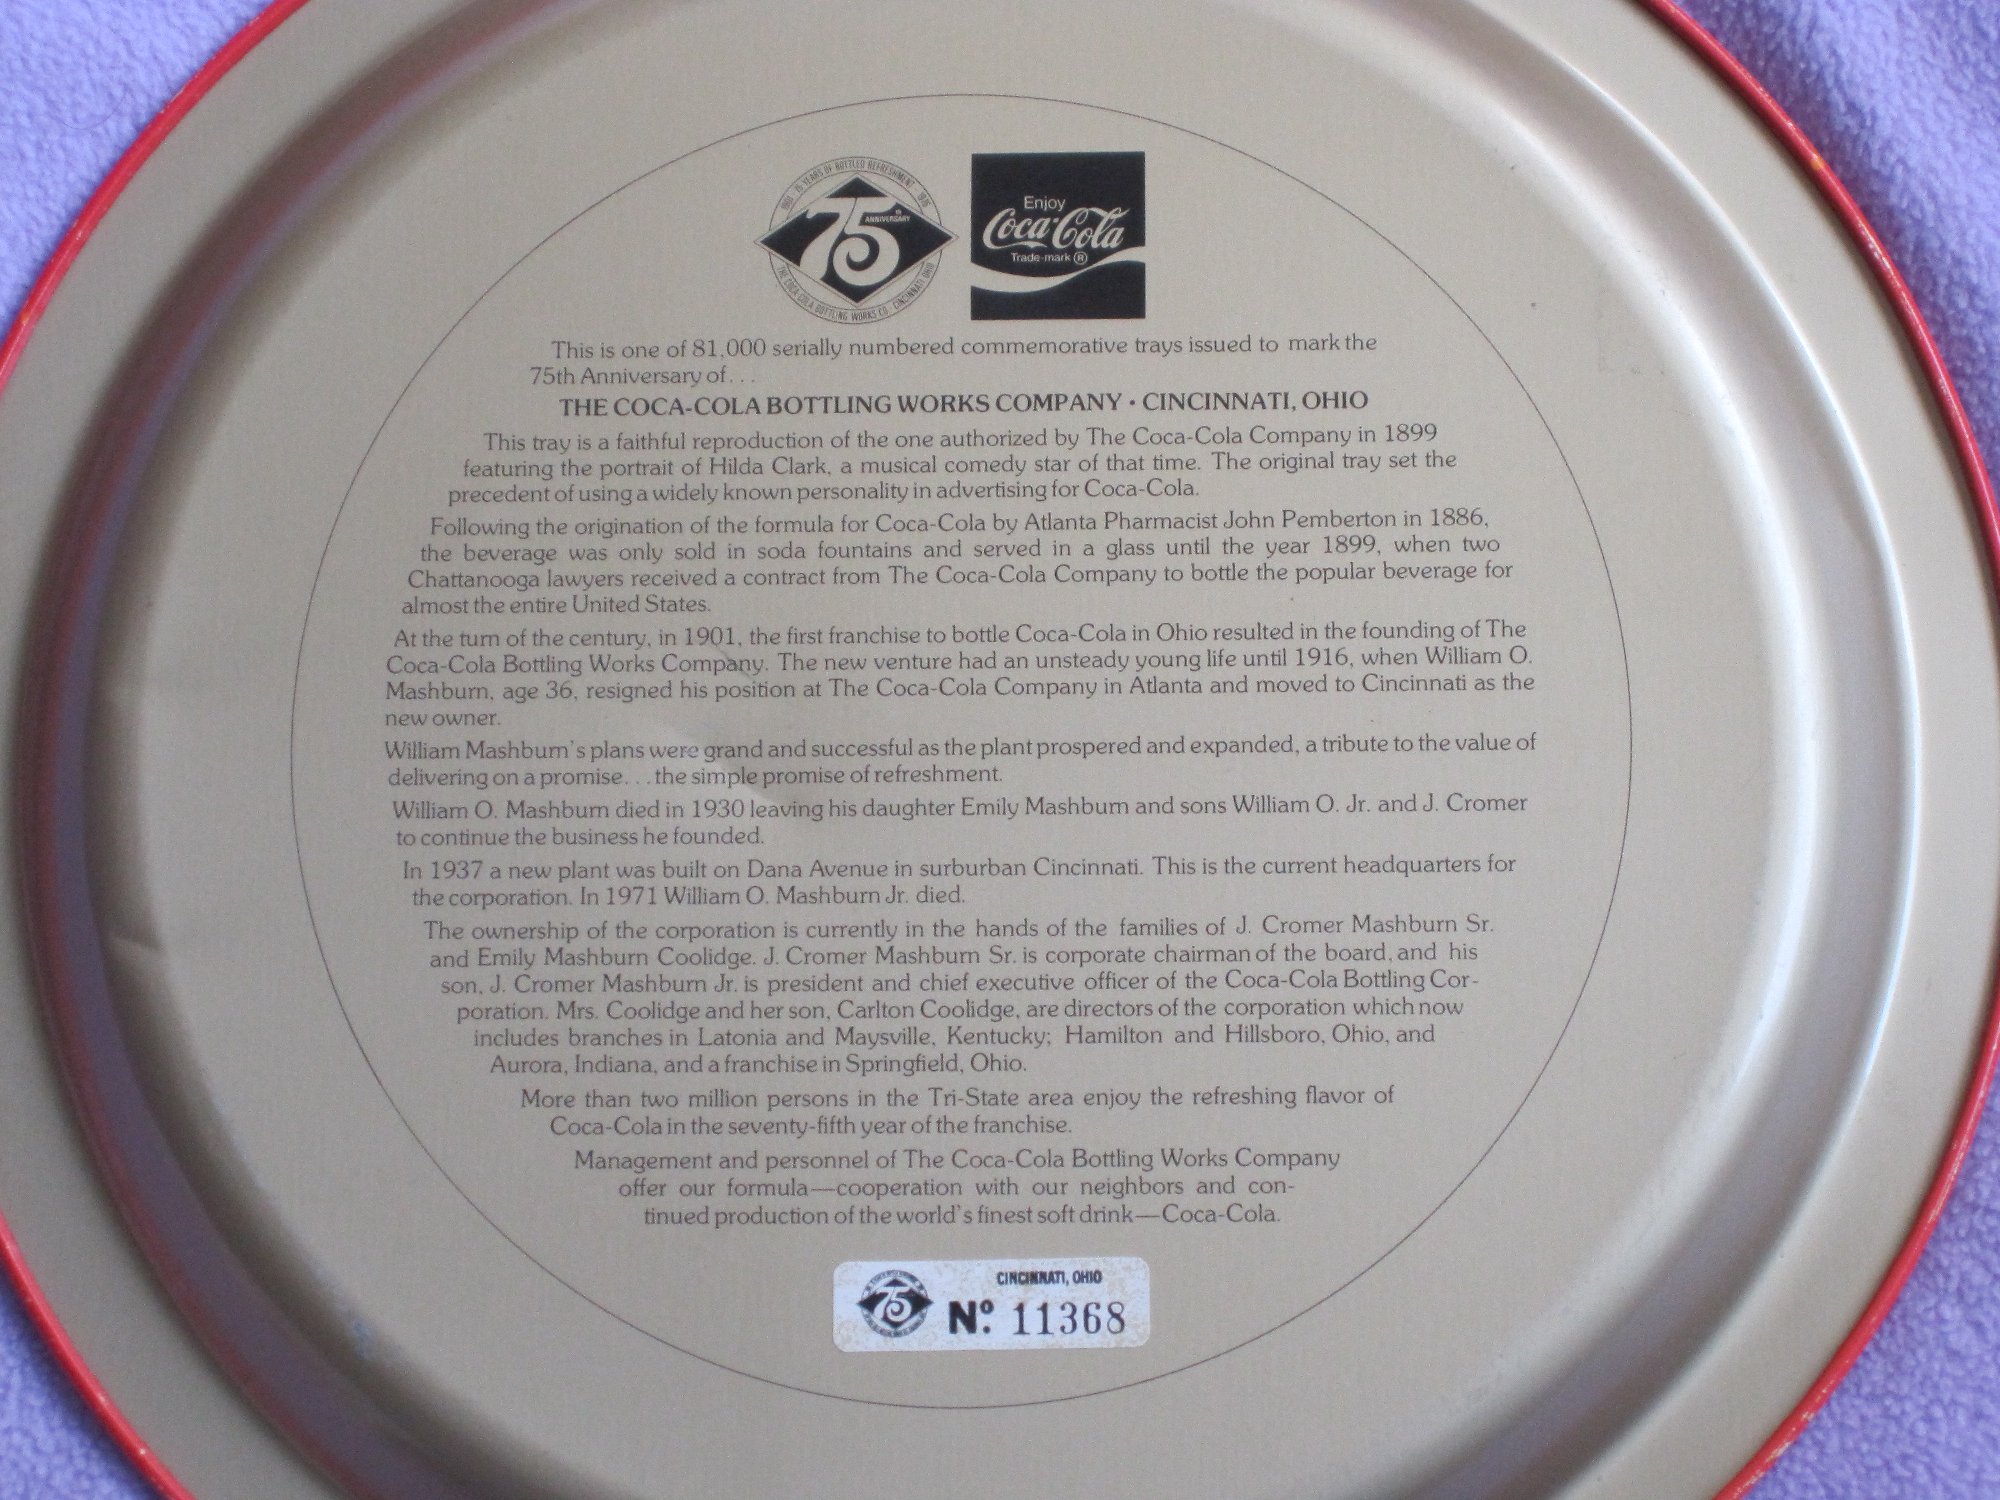 1901 75 YEARS OF BOTTLED REFRESHMENT 1976
75th
ANNIVERSARY
THE COCA-COLA BOTTLING WORKS CO · CINCINNATI OHIO
Enjoy
Coca-Cola
Trade-mark ®
This is one of 81,000 serially numbered commemorative trays issued to mark the
75th Anniversary of...
THE COCA-COLA BOTTLING WORKS COMPANY • CINCINNATI, OHIO
This tray is a faithful reproduction of the one authorized by The Coca-Cola Company in 1899
featuring the portrait of Hilda Clark, a musical comedy star of that time. The original tray set the
precedent of using a widely known personality in advertising for Coca-Cola.
Following the origination of the formula for Coca-Cola by Atlanta Pharmacist John Pemberton in 1886,
the beverage was only sold in soda fountains and served in a glass until the year 1899, when two
Chattanooga lawyers received a contract from The Coca-Cola Company to bottle the popular beverage for
almost the entire United States.
At the turn of the century, in 1901, the first franchise to bottle Coca-Cola in Ohio resulted in the founding of The
Coca-Cola Bottling Works Company. The new venture had an unsteady young life until 1916, when William O.
Mashburn, age 36, resigned his position at The Coca-Cola Company in Atlanta and moved to Cincinnati as the
new owner.
William Mashburn's plans were grand and successful as the plant prospered and expanded, a tribute to the value of
delivering on a promise...the simple promise of refreshment.
William O. Mashburn died in 1930 leaving his daughter Emily Mashburn and sons William O. Jr. and J. Cromer
to continue the business he founded.
In 1937 a new plant was built on Dana Avenue in surburban Cincinnati. This is the current headquarters for
the corporation. In 1971 William O. Mashburn Jr. died.
The ownership of the corporation is currently in the hands of the families of J. Cromer Mashburn Sr.
and Emily Mashburn Coolidge. J. Cromer Mashburn Sr. is corporate chairman of the board, and his
son, J. Cromer Mashburn Jr. is president and chief executive officer of the Coca-Cola Bottling Cor-
poration. Mrs. Coolidge and her son, Carlton Coolidge, are directors of the corporation which now
includes branches in Latonia and Maysville, Kentucky; Hamilton and Hillsboro, Ohio, and
Aurora, Indiana, and a franchise in Springfield, Ohio.
More than two million persons in the Tri-State area enjoy the refreshing flavor of
Coca-Cola in the seventy-fifth year of the franchise.
Management and personnel of The Coca-Cola Bottling Works Company
offer our formula—cooperation with our neighbors and con-
tinued production of the world's finest soft drink—Coca-Cola.
75
CINCINNATI, OHIO
Nº. 11368